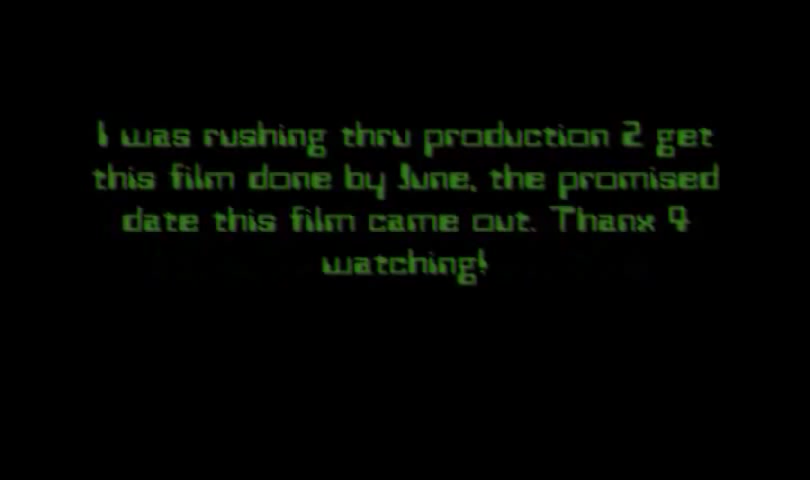 I was rushing thru production 2 get
this film done by June, the promised
date this film came out. Thanx 4
watching!